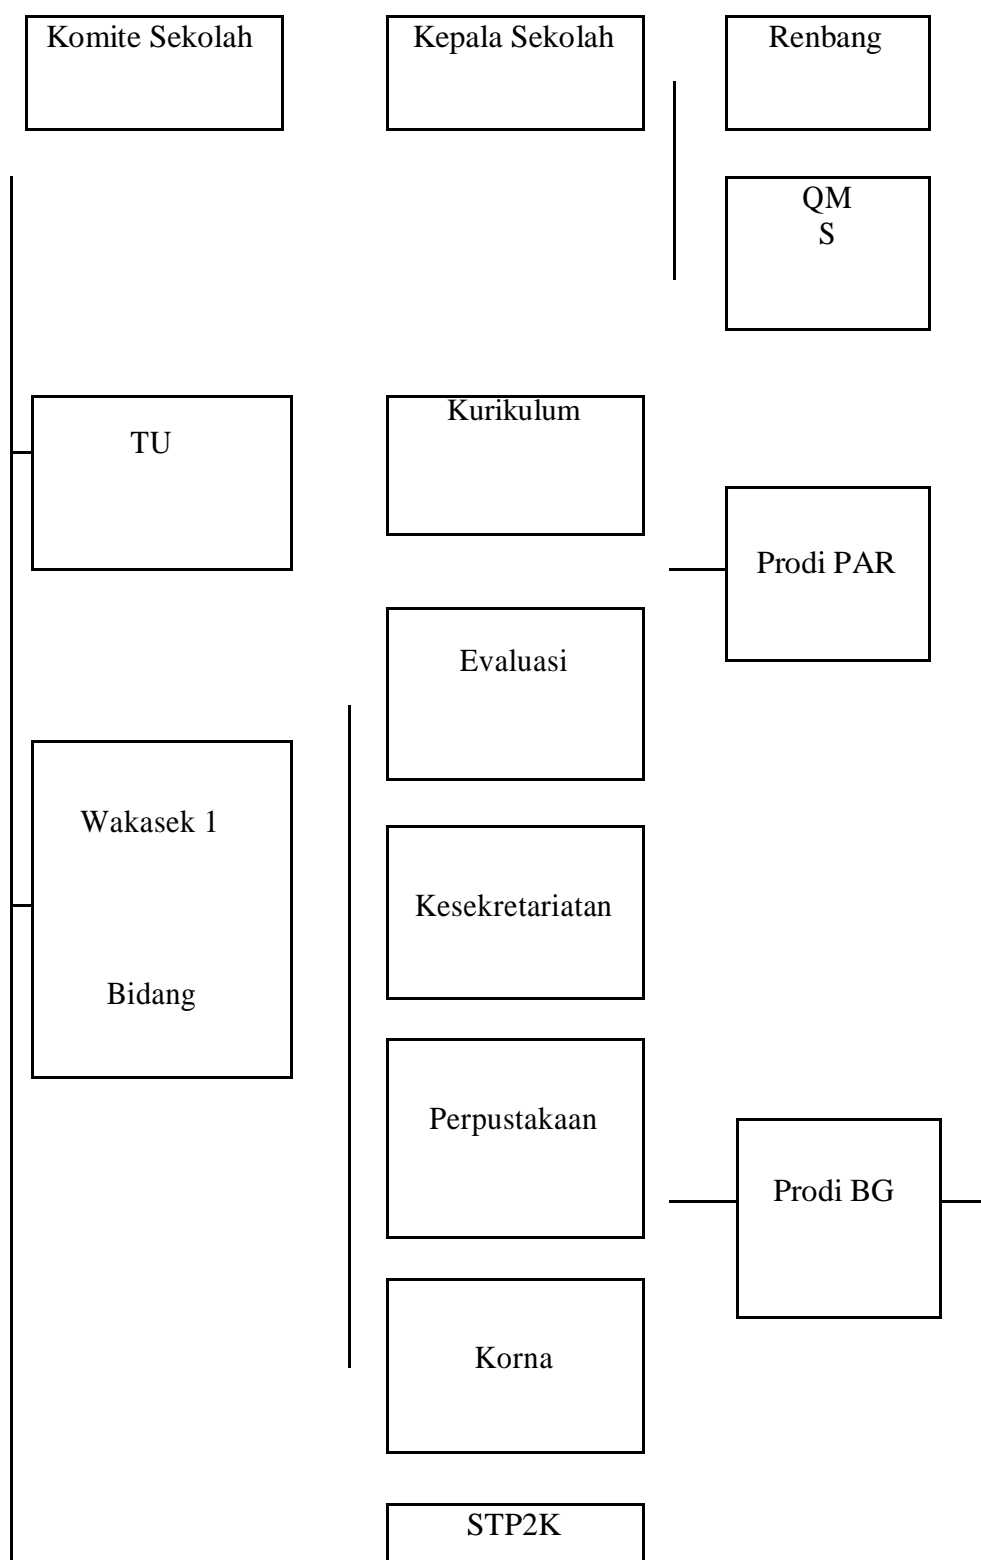 Komite Sekolah
Kepala Sekolah
Renbang
QM
S
TU
Kurikulum
Prodi PAR
Evaluasi
Wakasek 1
Bidang
Kesekretariatan
Perpustakaan
Prodi BG
Korna
STP2K